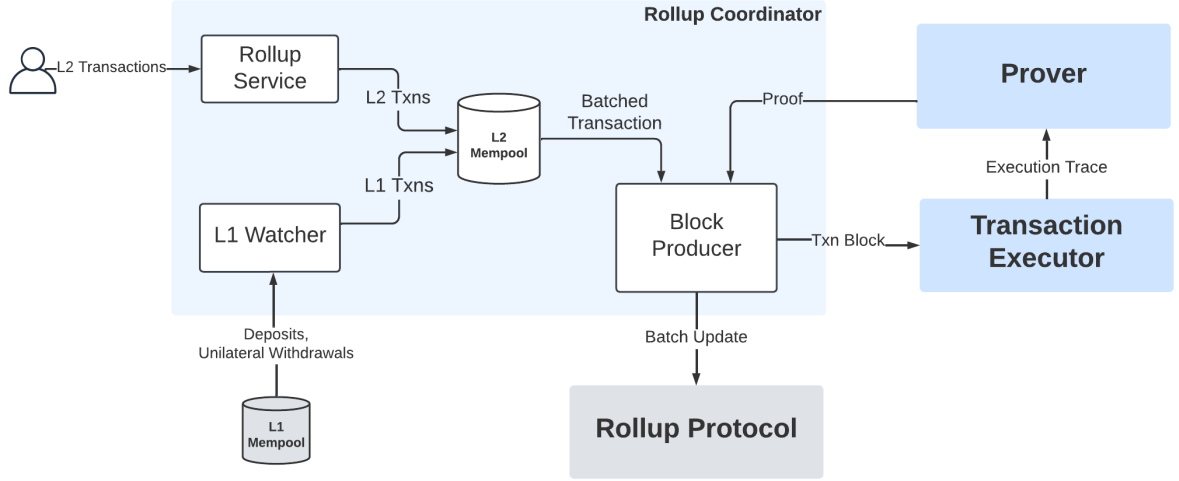 Rollup Coordinator
L2 Transactions
Rollup
Service
L2 Txns
L2
Mempool
Batched
Transaction
Proof
Prover
Execution Trace
L1 Txns
L1 Watcher
Block
Producer
Txn Block
Transaction
Executor
Deposits,
Unilateral Withdrawals
Batch Update
L1
Mempool
Rollup Protocol